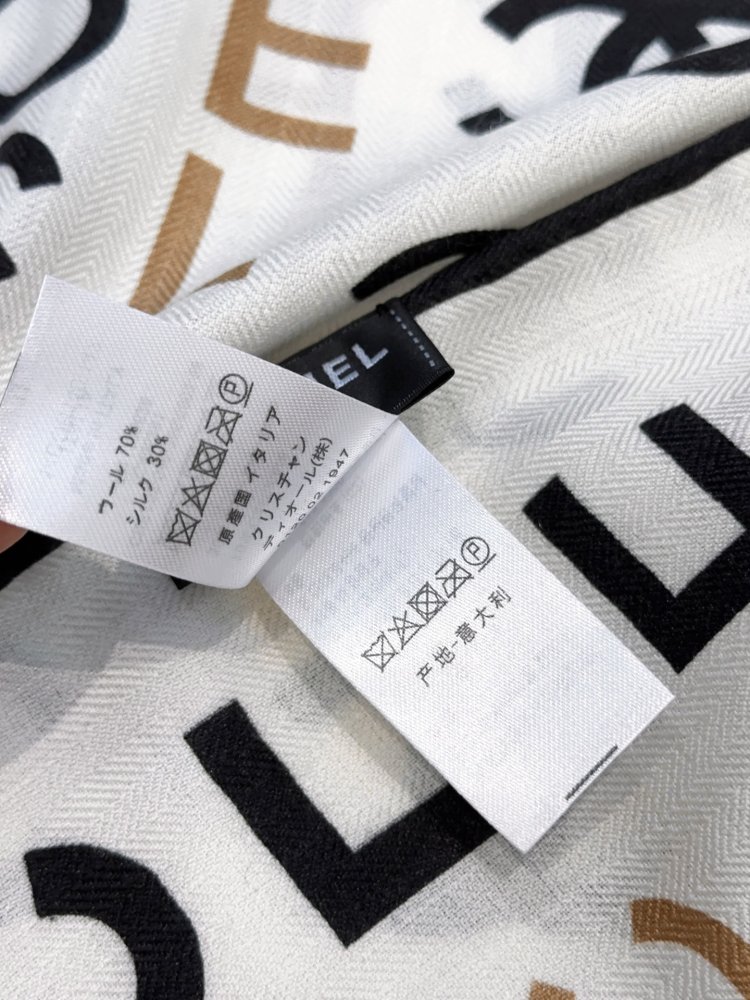 ウール 70%
シルク 30%
原産国 イタリア
クリスチャン
ディオール(株)
NEL
产地-意大利